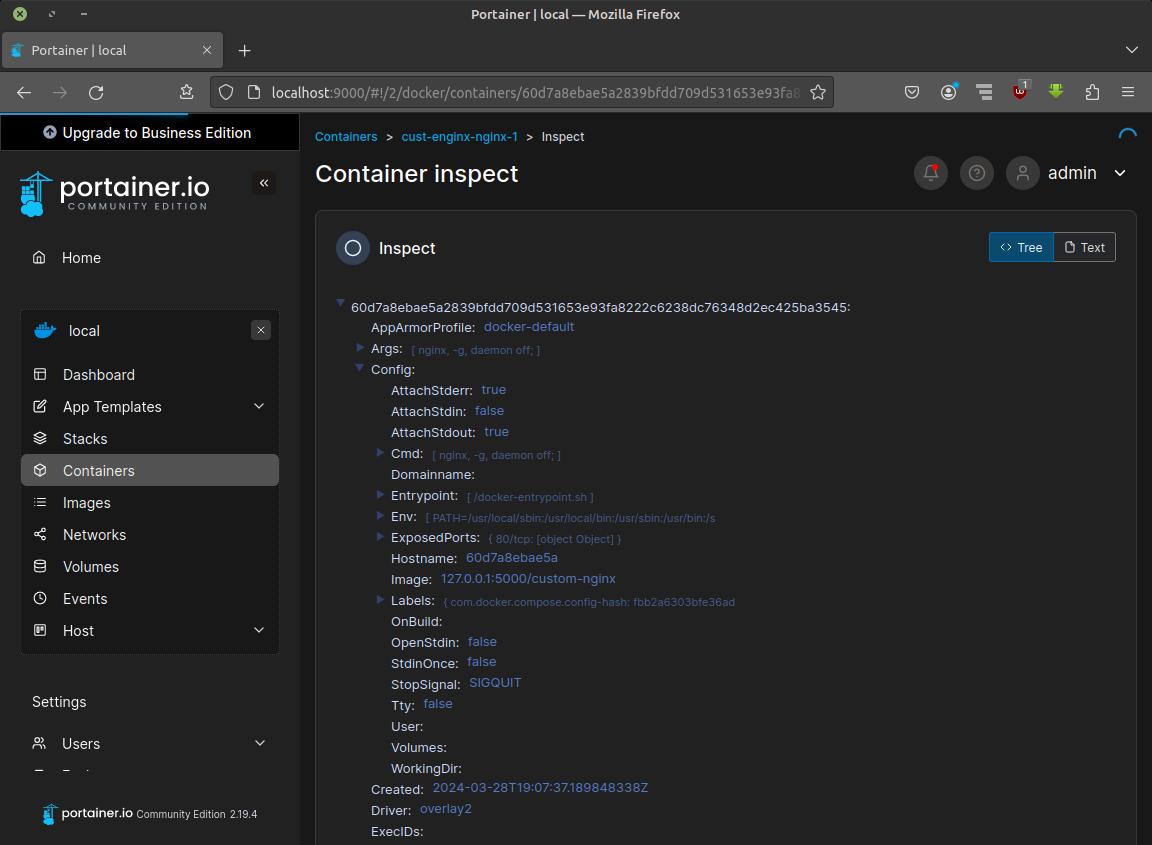 Portainer | local — Mozilla Firefox
Portainer | local
localhost:9000/#!/2/docker/containers/60d7a8ebae5a2839bfdd709d531653e93fa8
1
Upgrade to Business Edition
portainer.io
COMMUNITY EDITION
Home
local
Dashboard
App Templates
Stacks
Containers
Images
Networks
Volumes
Events
Host
Settings
Users
portainer.io Community Edition 2.19.4
Containers > cust-enginx-nginx-1 > Inspect
Container inspect
admin
Inspect
Tree
Text
60d7a8ebae5a2839bfdd709d531653e93fa8222c6238dc76348d2ec425ba3545:
AppArmorProfile: docker-default
Args: [ nginx, -g, daemon off; ]
Config:
AttachStderr: true
AttachStdin: false
AttachStdout: true
Cmd: [ nginx, -g, daemon off; ]
Domainname:
Entrypoint: [ /docker-entrypoint.sh ]
Env: [ PATH=/usr/local/sbin:/usr/local/bin:/usr/sbin:/usr/bin:/s
ExposedPorts: { 80/tcp: [object Object] }
Hostname: 60d7a8ebae5a
Image: 127.0.0.1:5000/custom-nginx
Labels: { com.docker.compose.config-hash: fbb2a6303bfe36ad
OnBuild:
OpenStdin: false
StdinOnce: false
StopSignal: SIGQUIT
Tty: false
User:
Volumes:
WorkingDir:
Created: 2024-03-28T19:07:37.189848338Z
Driver: overlay2
ExecIDs: